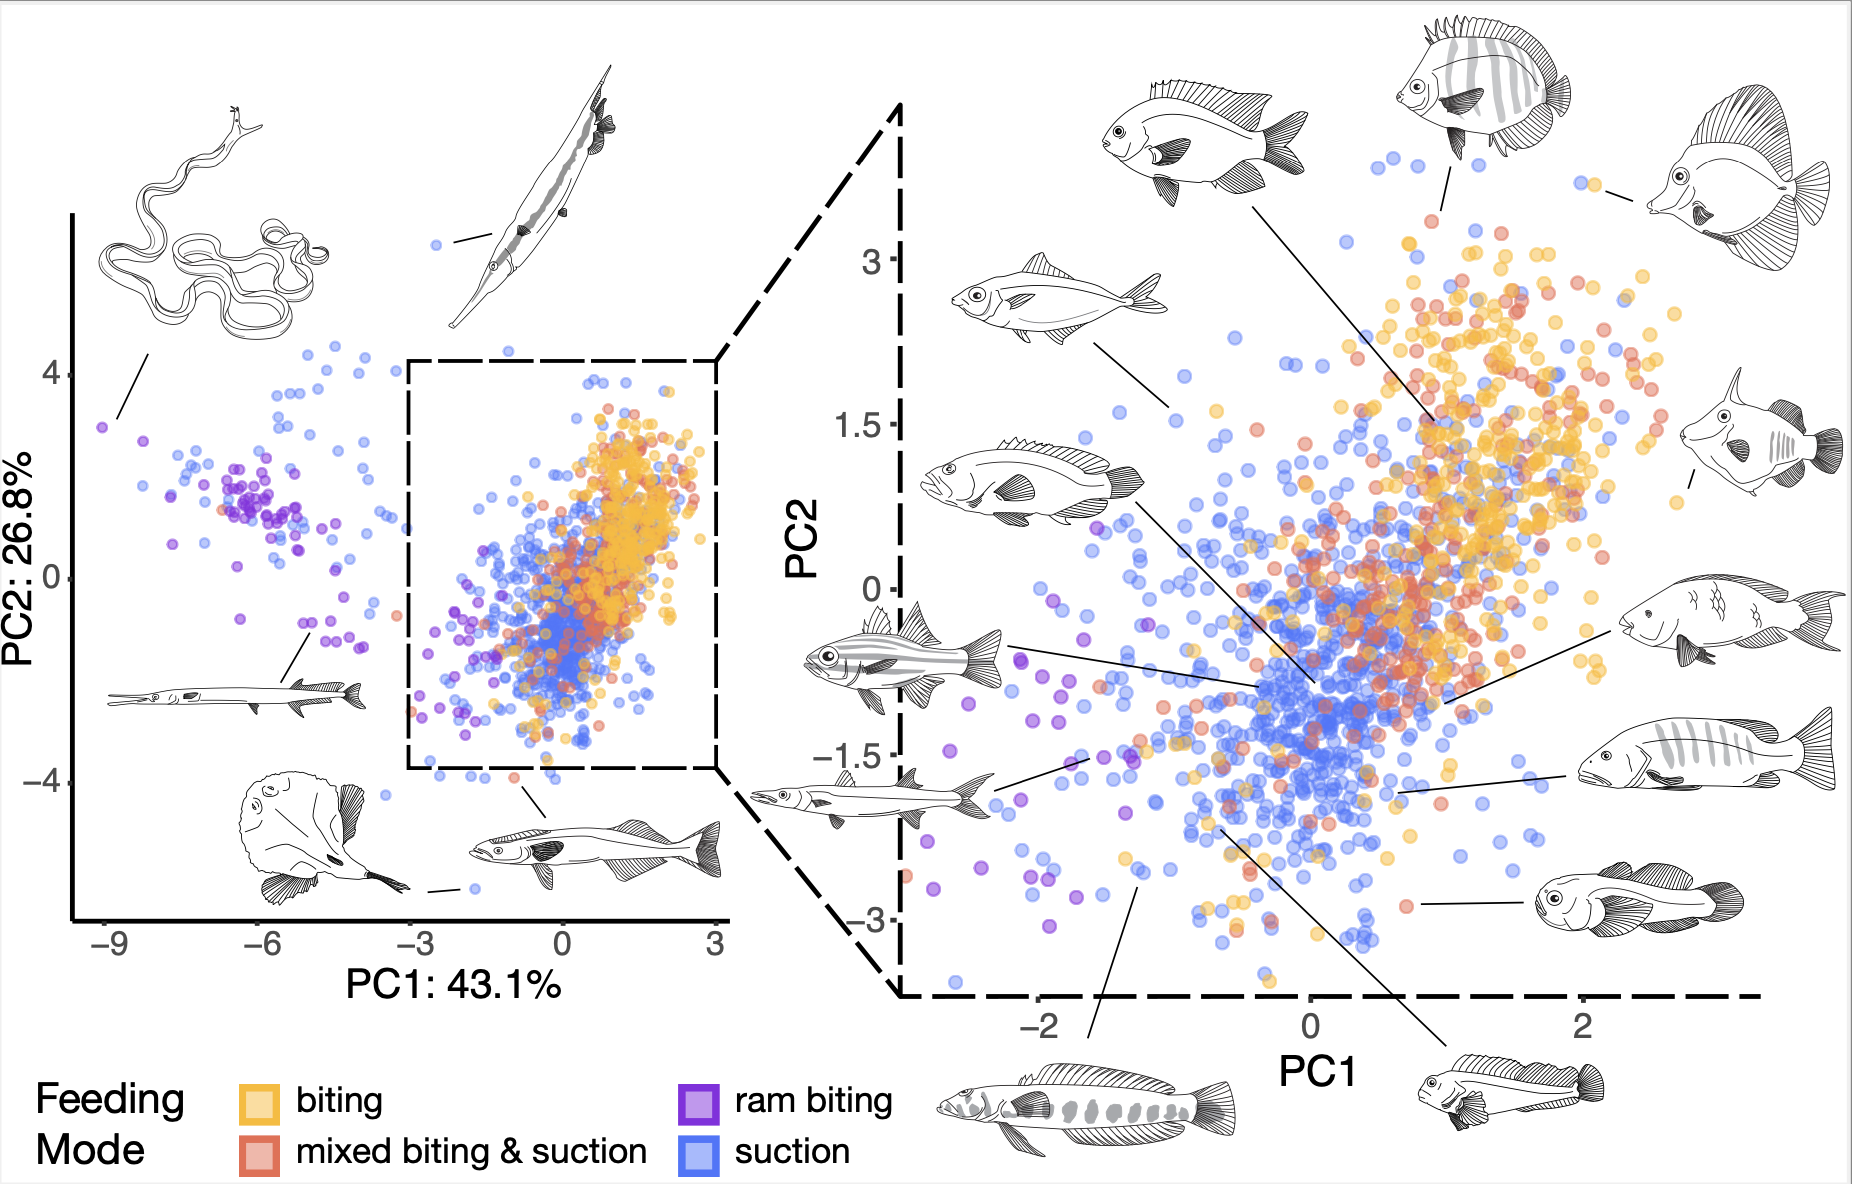 4
0
−4
PC2: 26.8%
−9
−6
−3
0
3
PC1: 43.1%
3
1.5
0
−1.5
−3
PC2
−2
0
2
PC1
Feeding
Mode
biting
mixed biting & suction
ram biting
suction